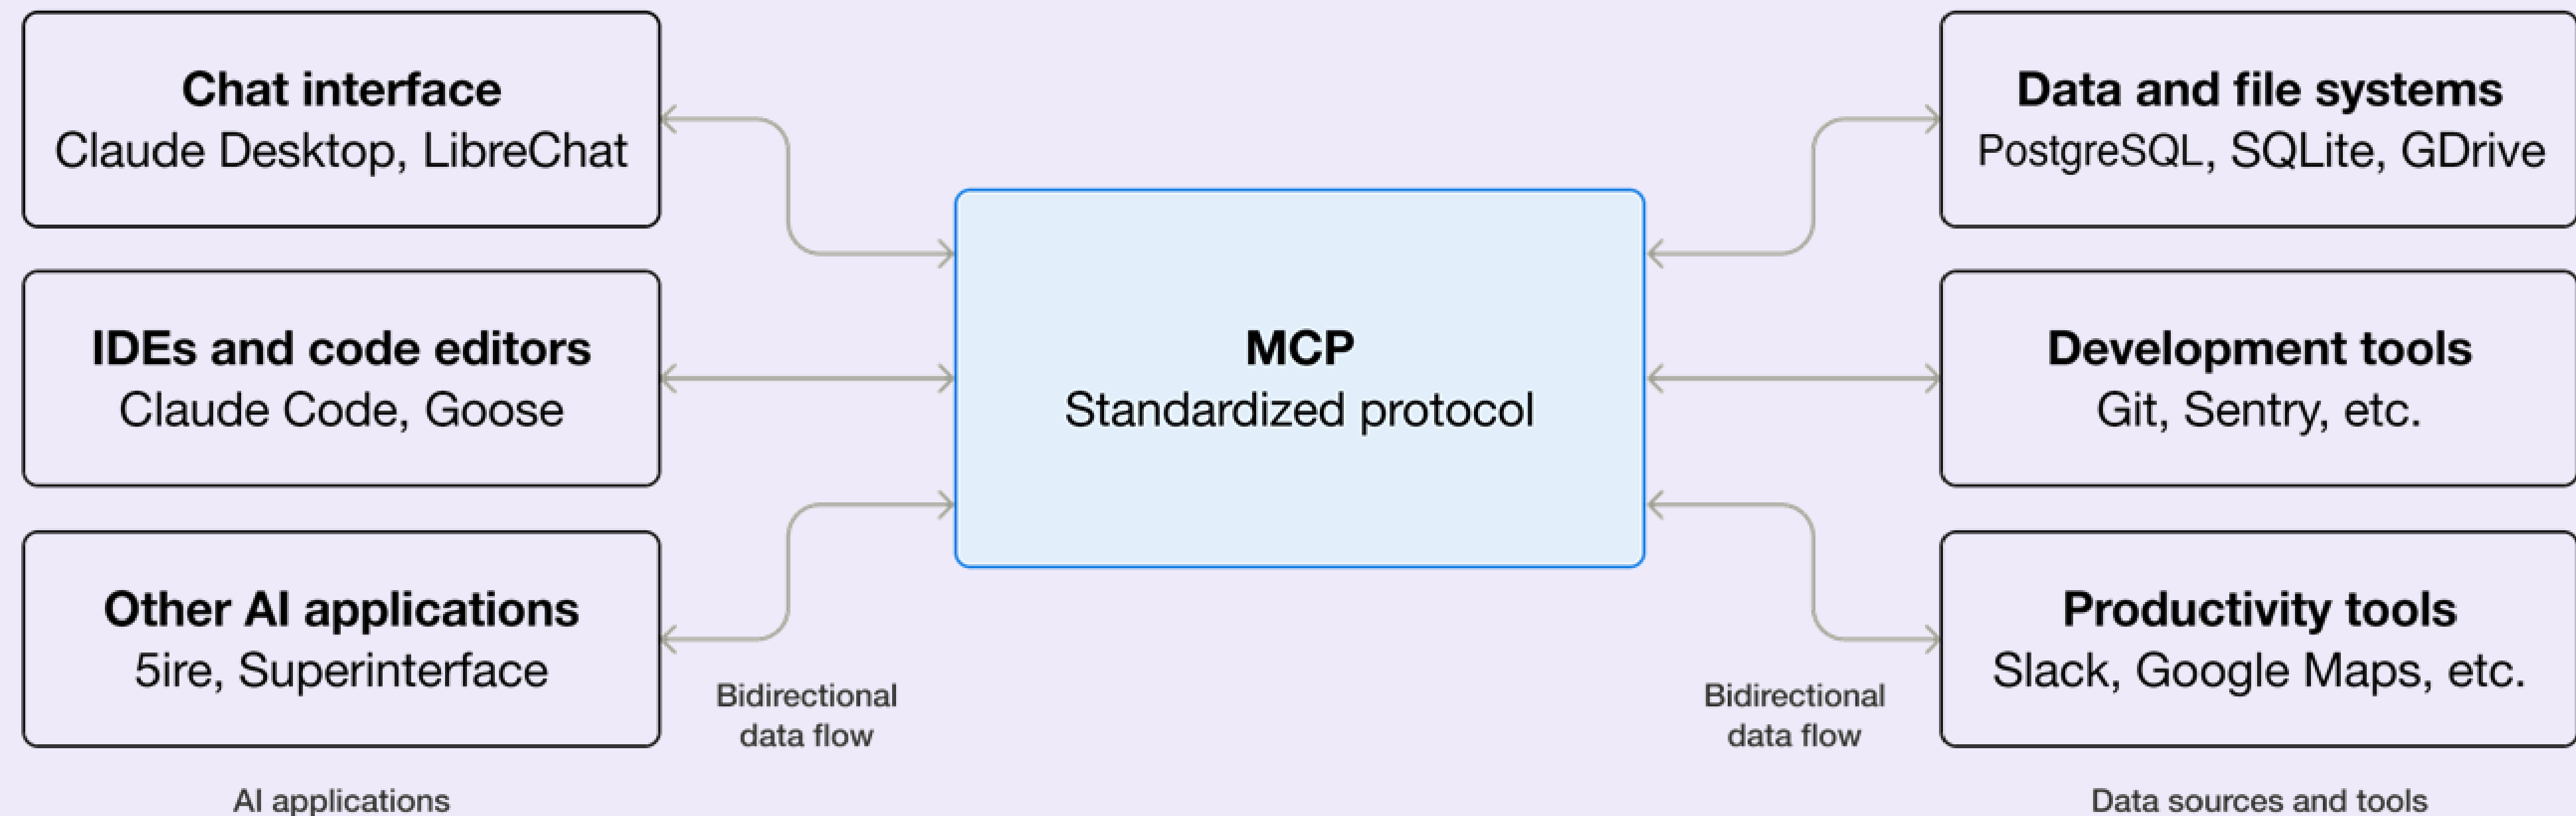 Chat interface
Claude Desktop, LibreChat
IDEs and code editors
Claude Code, Goose
Other AI applications
5ire, Superinterface
AI applications
Bidirectional
data flow
MCP
Standardized protocol
Bidirectional
data flow
Data and file systems
PostgreSQL, SQLite, GDrive
Development tools
Git, Sentry, etc.
Productivity tools
Slack, Google Maps, etc.
Data sources and tools